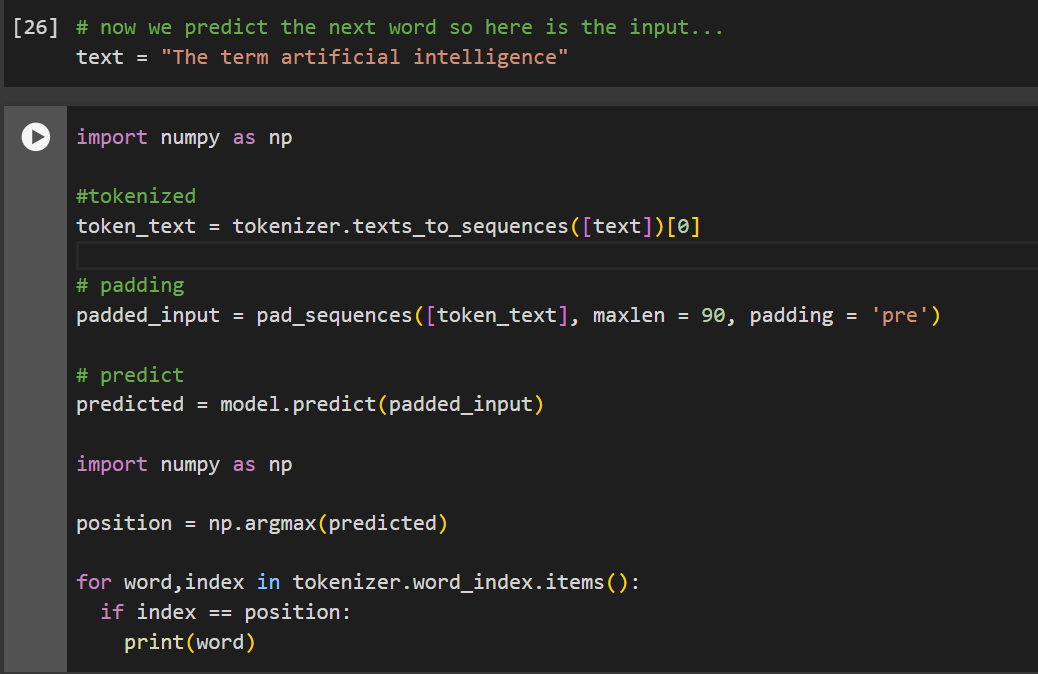 [26] # now we predict the next word so here is the input...
text = "The term artificial intelligence"
import numpy as np
#tokenized
token_text = tokenizer.texts_to_sequences([text])[0]
# padding
padded_input = pad_sequences([token_text], maxlen = 90, padding = 'pre')
# predict
predicted = model.predict(padded_input)
import numpy as np
position = np.argmax(predicted)
for word,index in tokenizer.word_index.items():
  if index == position:
    print(word)